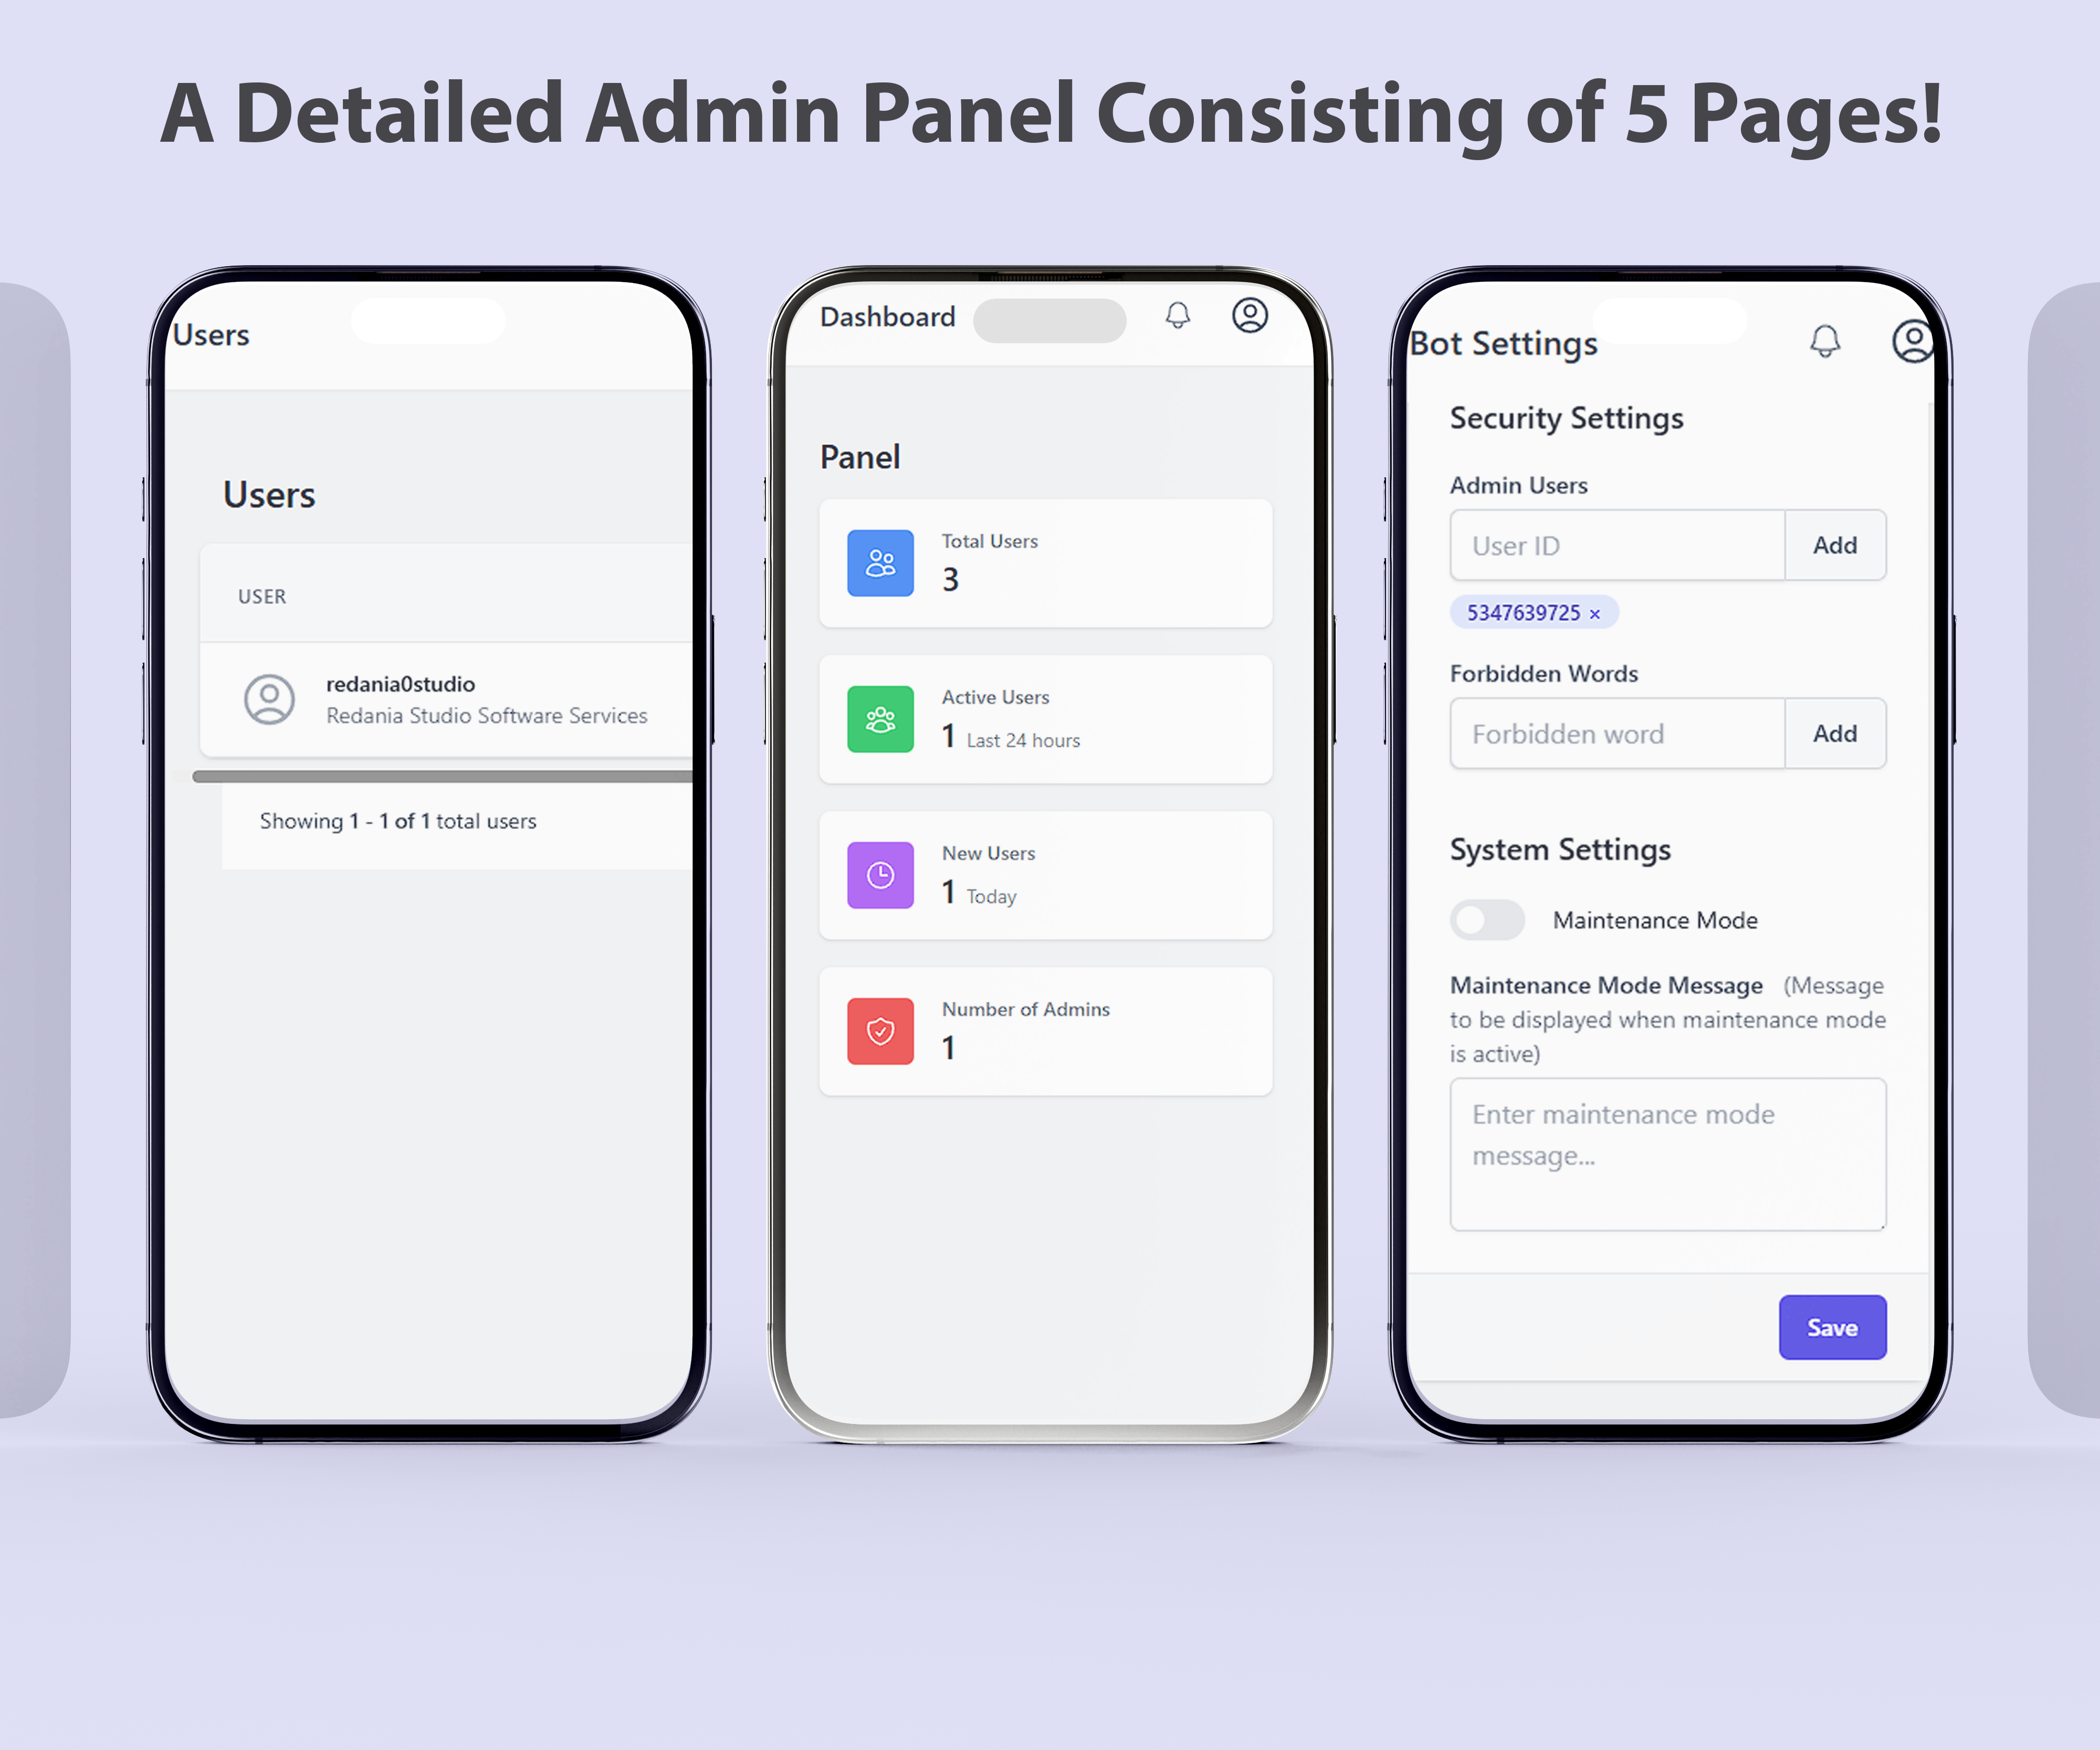 A Detailed Admin Panel Consisting of 5 Pages!
Users
Users
USER
redania0studio
Redania Studio Software Services
Showing 1 - 1 of 1 total users
Dashboard
Panel
Total Users
3
Active Users
1 Last 24 hours
New Users
1 Today
Number of Admins
1
Bot Settings
Security Settings
Admin Users
User ID
Add
5347639725 ×
Forbidden Words
Forbidden word
Add
System Settings
Maintenance Mode
Maintenance Mode Message (Message
to be displayed when maintenance mode
is active)
Enter maintenance mode
message...
Save